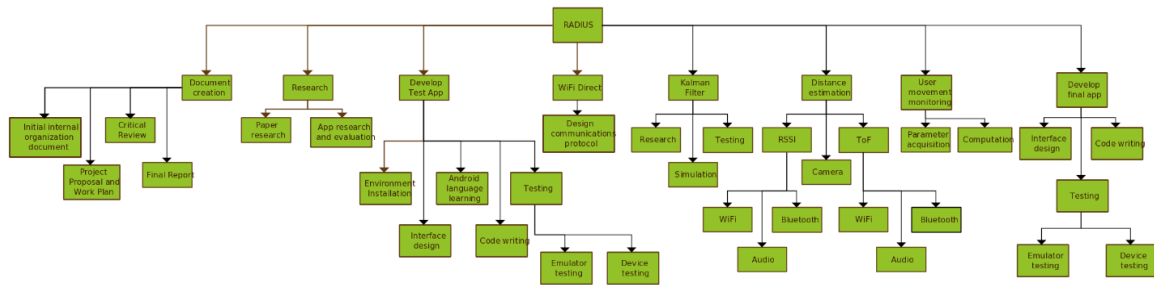 RADIUS
Document
creation
Research
Develop
Test App
WiFi Direct
Kalman
Filter
Distance
estimation
User
movement
monitoring
Develop
final app
Initial internal
organization
document
Critical
Review
Project
Proposal and
Work Plan
Final Report
Paper
research
App research
and evaluation
Environment
Installation
Android
language
learning
Testing
Interface
design
Code writing
Emulator
testing
Device
testing
Design
communications
protocol
Research
Testing
Simulation
RSSI
ToF
Camera
WiFi
Bluetooth
Audio
WiFi
Bluetooth
Audio
Parameter
acquisition
Computation
Interface
design
Code writing
Testing
Emulator
testing
Device
testing